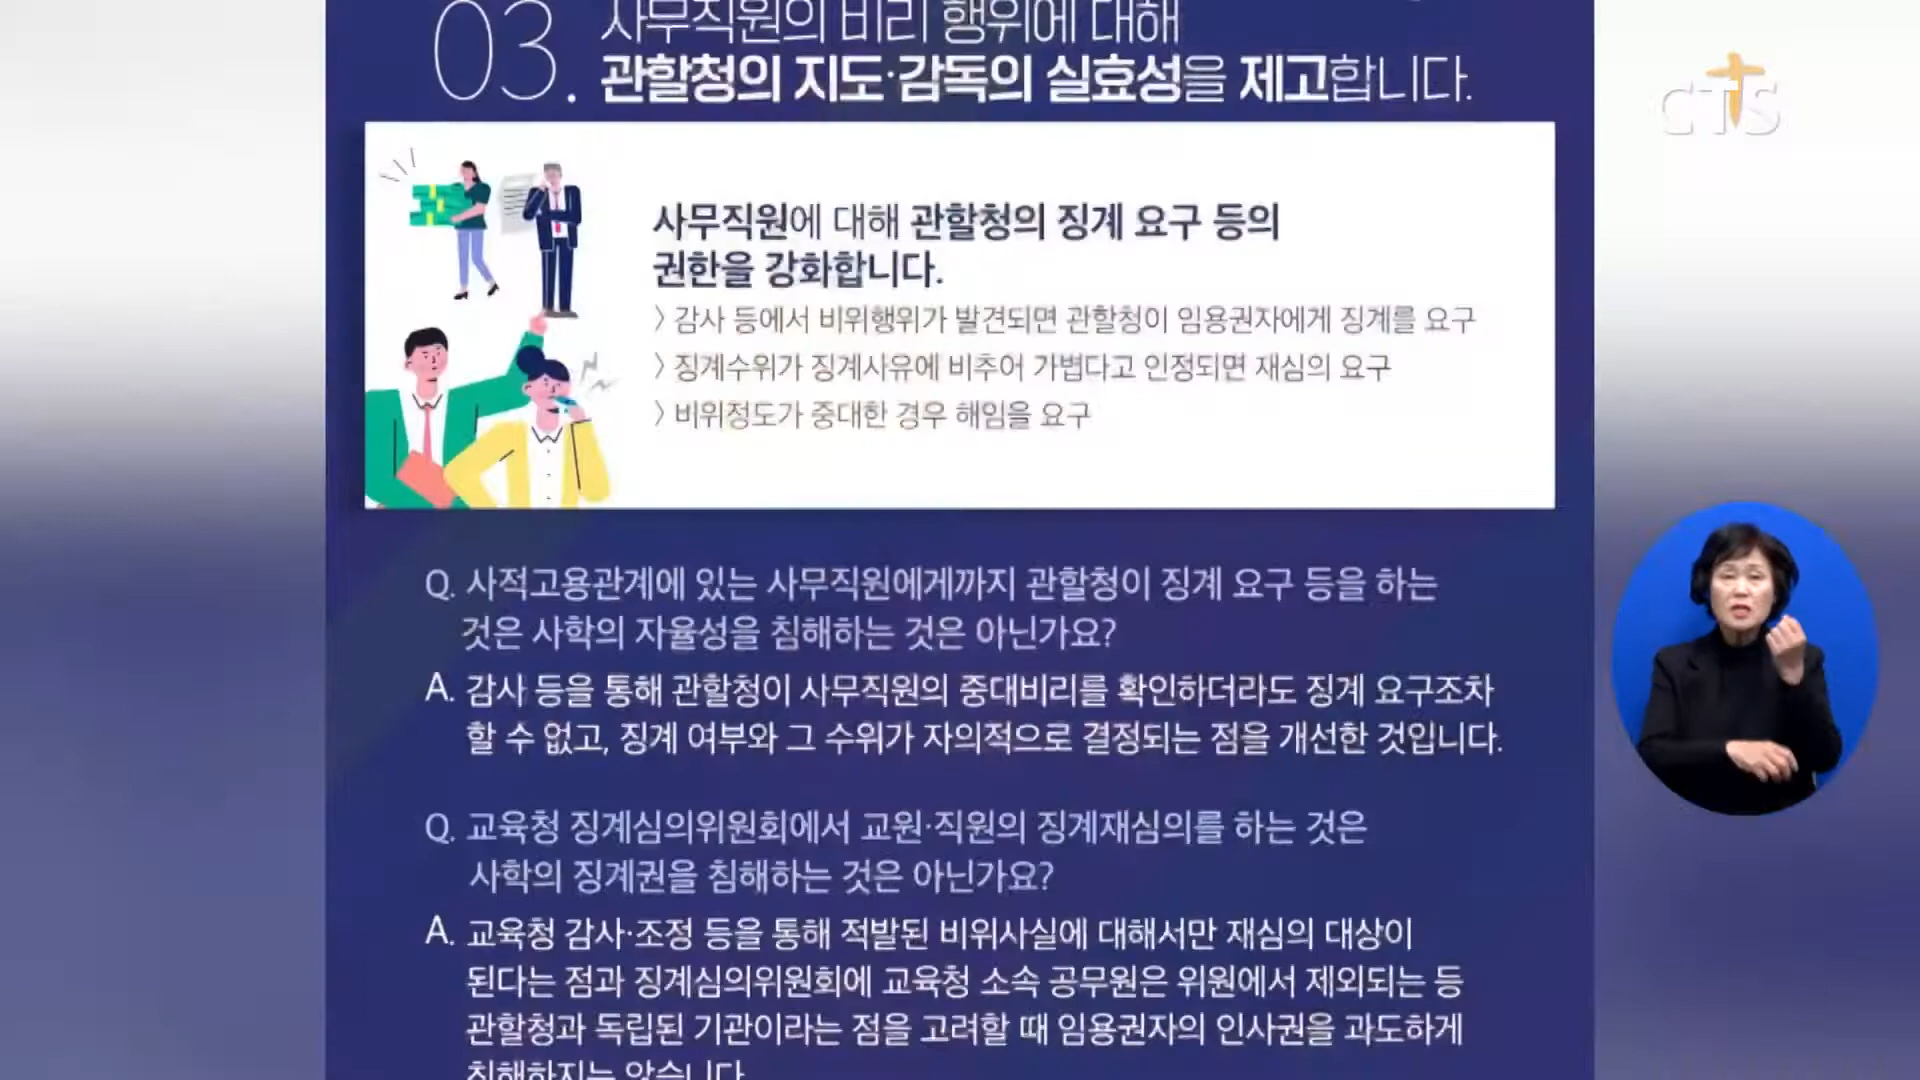 03. 사무직원의 비리 행위에 대해
관할청의 지도·감독의 실효성을 제고합니다.
CTS
사무직원에 대해 관할청의 징계 요구 등의
권한을 강화합니다.
〉감사 등에서 비위행위가 발견되면 관할청이 임용권자에게 징계를 요구
〉징계수위가 징계사유에 비추어 가볍다고 인정되면 재심의 요구
〉비위정도가 중대한 경우 해임을 요구
Q. 사적고용관계에 있는 사무직원에게까지 관할청이 징계 요구 등을 하는
것은 사학의 자율성을 침해하는 것은 아닌가요?
A. 감사 등을 통해 관할청이 사무직원의 중대비리를 확인하더라도 징계 요구조차
할 수 없고, 징계 여부와 그 수위가 자의적으로 결정되는 점을 개선한 것입니다.
Q. 교육청 징계심의위원회에서 교원·직원의 징계재심의를 하는 것은
사학의 징계권을 침해하는 것은 아닌가요?
A. 교육청 감사·조정 등을 통해 적발된 비위사실에 대해서만 재심의 대상이
된다는 점과 징계심의위원회에 교육청 소속 공무원은 위원에서 제외되는 등
관할청과 독립된 기관이라는 점을 고려할 때 임용권자의 인사권을 과도하게
침해하지는 않습니다.